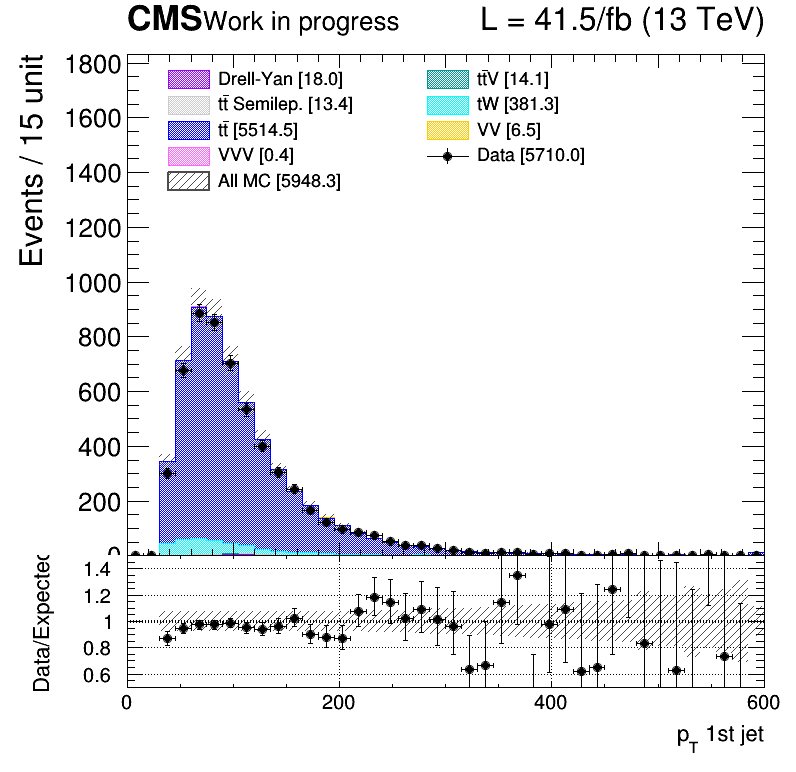 CMS Work in progress L = 41.5/fb (13 TeV)
Events / 15 unit
1800
1600
1400
1200
1000
800
600
400
200
0
Drell-Yan [18.0]
tt̄ Semilep. [13.4]
tt̄ [5514.5]
VVV [0.4]
All MC [5948.3]
tt̄V [14.1]
tW [381.3]
VV [6.5]
Data [5710.0]
Data/Expected
1.4
1.2
1
0.8
0.6
0 200 400 600
p_T 1st jet